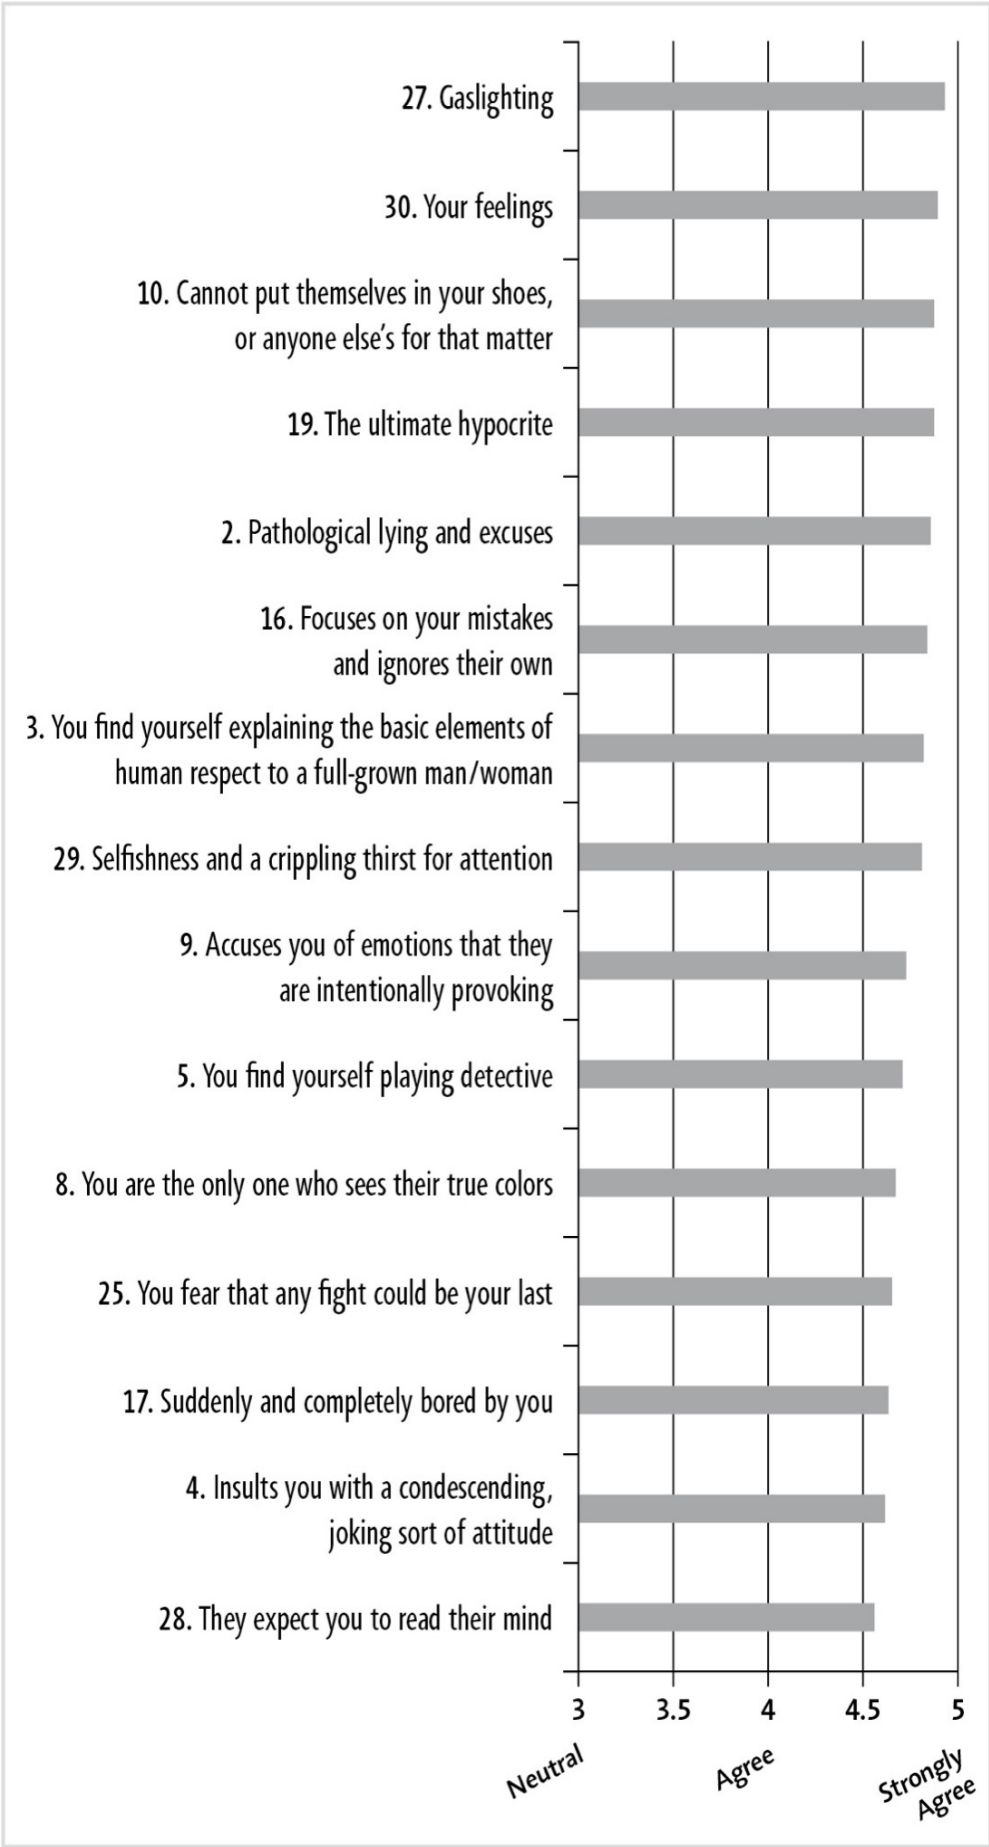 27. Gaslighting
30. Your feelings
10. Cannot put themselves in your shoes,
or anyone else’s for that matter
19. The ultimate hypocrite
2. Pathological lying and excuses
16. Focuses on your mistakes
and ignores their own
3. You find yourself explaining the basic elements of
human respect to a full-grown man/woman
29. Selfishness and a crippling thirst for attention
9. Accuses you of emotions that they
are intentionally provoking
5. You find yourself playing detective
8. You are the only one who sees their true colors
25. You fear that any fight could be your last
17. Suddenly and completely bored by you
4. Insults you with a condescending,
joking sort of attitude
28. They expect you to read their mind
3 3.5 4 4.5 5
Neutral Agree Strongly
Agree